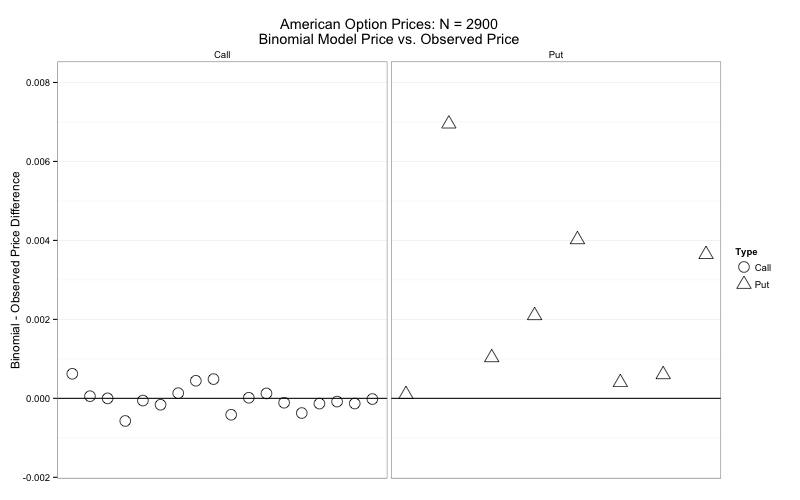 American Option Prices: N = 2900
Binomial Model Price vs. Observed Price
Call
Put
Binomial - Observed Price Difference
0.008
0.006
0.004
0.002
0.000
-0.002
Type
Call
Put